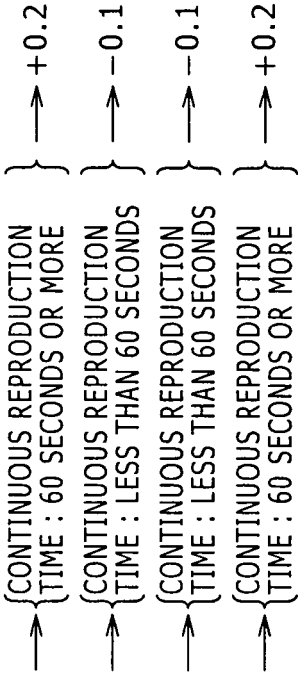 CONTINUOUS REPRODUCTION
TIME : 60 SECONDS OR MORE
+0.2
CONTINUOUS REPRODUCTION
TIME : LESS THAN 60 SECONDS
-0.1
CONTINUOUS REPRODUCTION
TIME : LESS THAN 60 SECONDS
-0.1
CONTINUOUS REPRODUCTION
TIME : 60 SECONDS OR MORE
+0.2